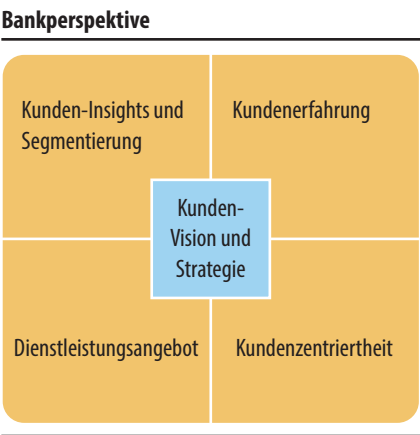 Bankperspektive
Kunden-Insights und
Segmentierung
Kundenerfahrung
Kunden-
Vision und
Strategie
Dienstleistungsangebot
Kundenzentriertheit